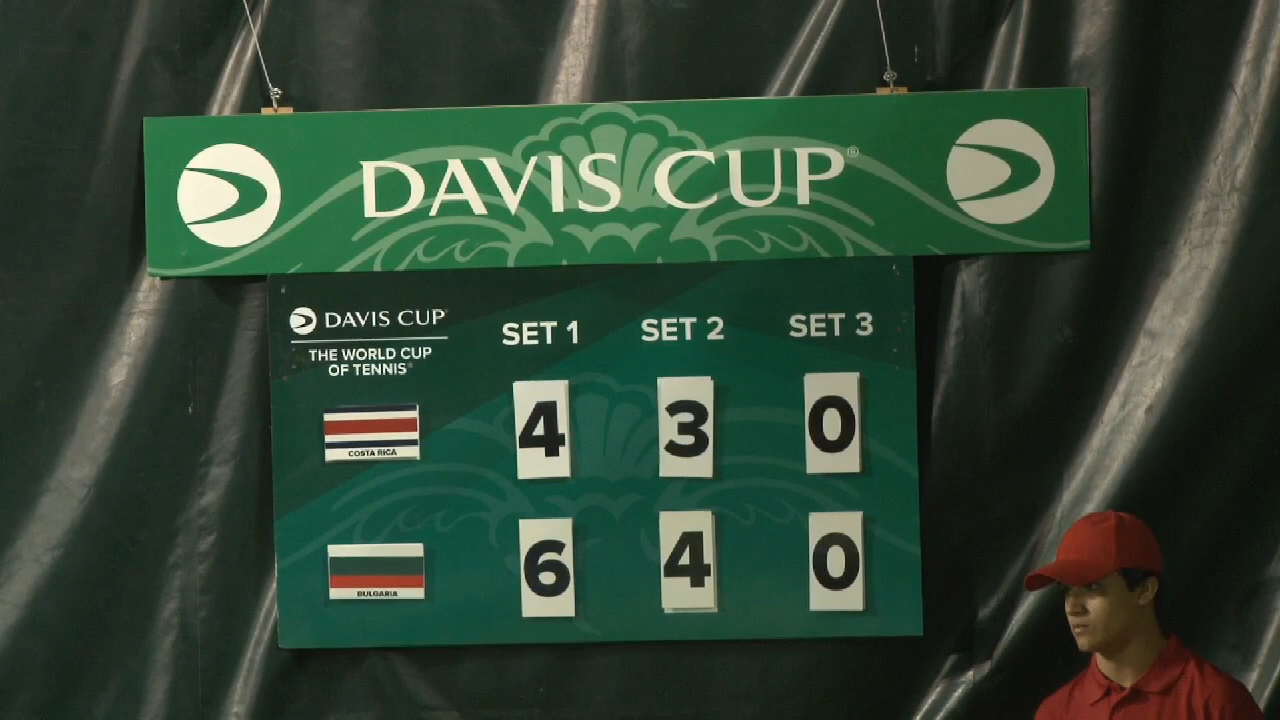 DAVIS CUP®
DAVIS CUP
THE WORLD CUP
OF TENNIS®
SET 1 SET 2 SET 3
COSTA RICA
4 3 0
BULGARIA
6 4 0